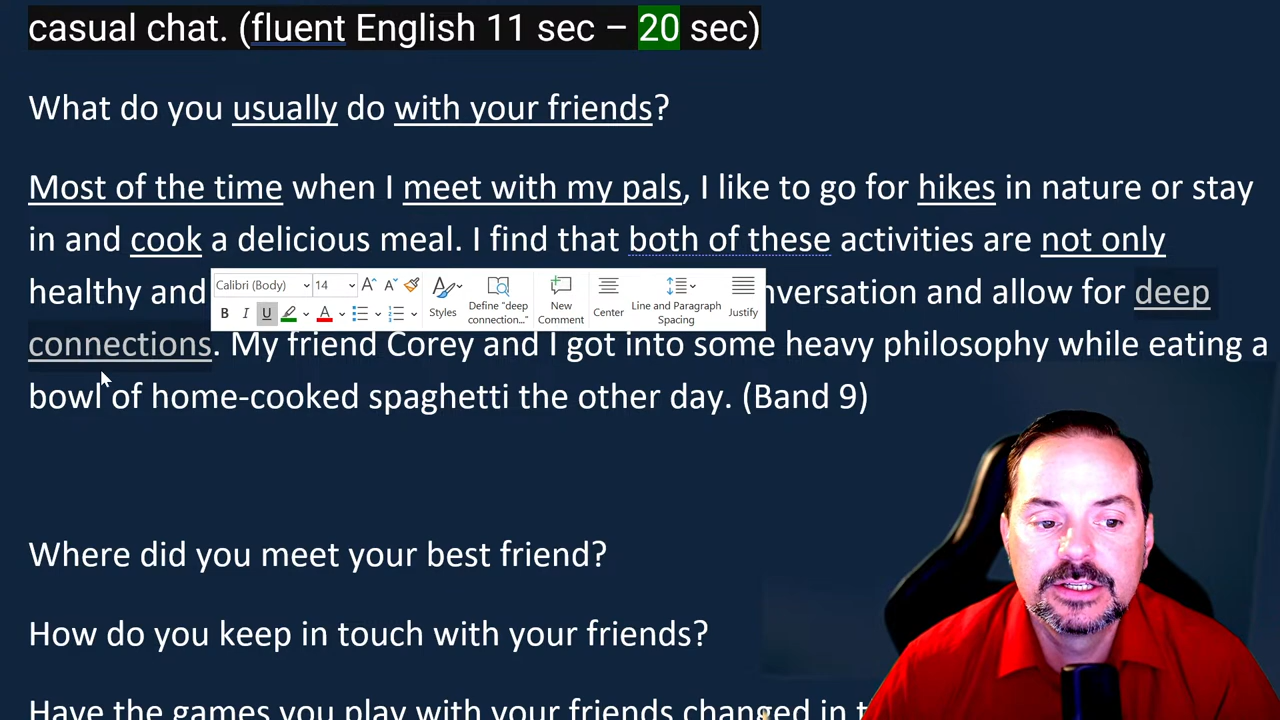 casual chat. (fluent English 11 sec – 20 sec)
What do you usually do with your friends?
Most of the time when I meet with my pals, I like to go for hikes in nature or stay
in and cook a delicious meal. I find that both of these activities are not only
healthy and nversation and allow for deep
Calibri (Body) 14 A A Styles Define "deep connection..." New Comment Center Line and Paragraph Spacing Justify
B I U A
connections. My friend Corey and I got into some heavy philosophy while eating a
bowl of home-cooked spaghetti the other day. (Band 9)
Where did you meet your best friend?
How do you keep in touch with your friends?
Have the games you play with your friends changed in t